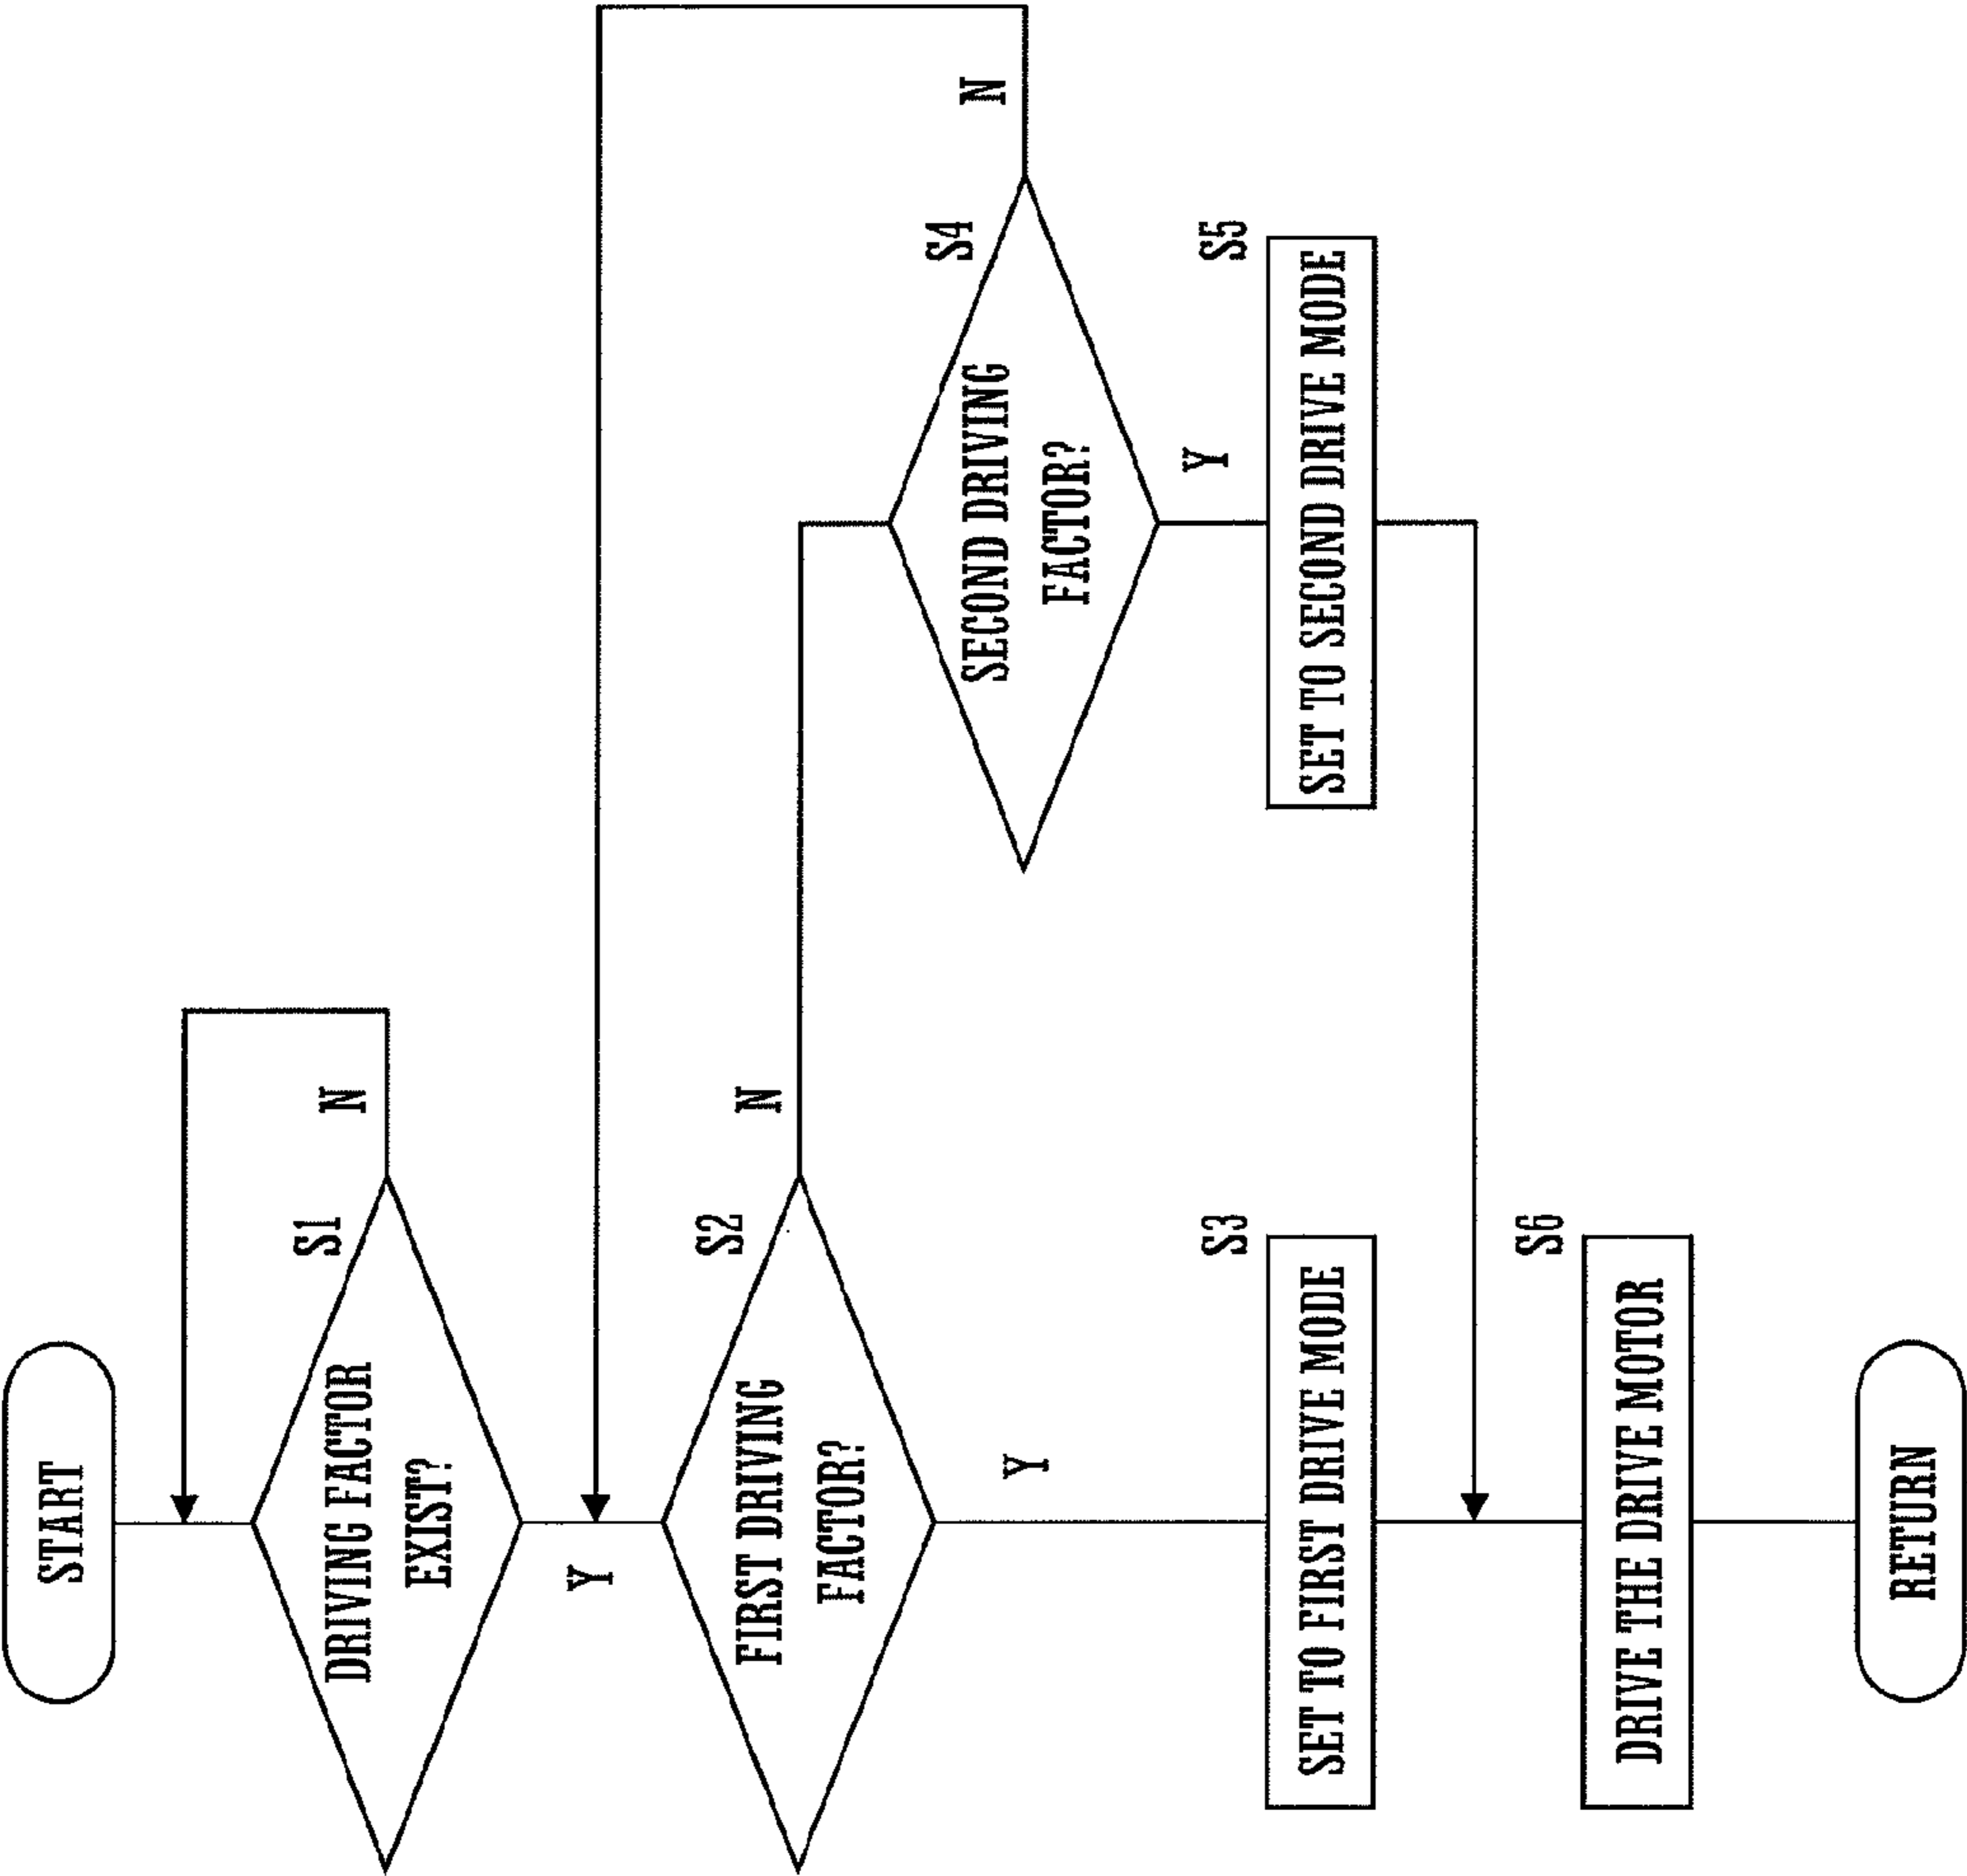 START
S1
DRIVING FACTOR
EXIST?
N
Y
S2
FIRST DRIVING
FACTOR?
N
Y
S4
SECOND DRIVING
FACTOR?
N
Y
S3
SET TO FIRST DRIVE MODE
S5
SET TO SECOND DRIVE MODE
S6
DRIVE THE DRIVE MOTOR
RETURN